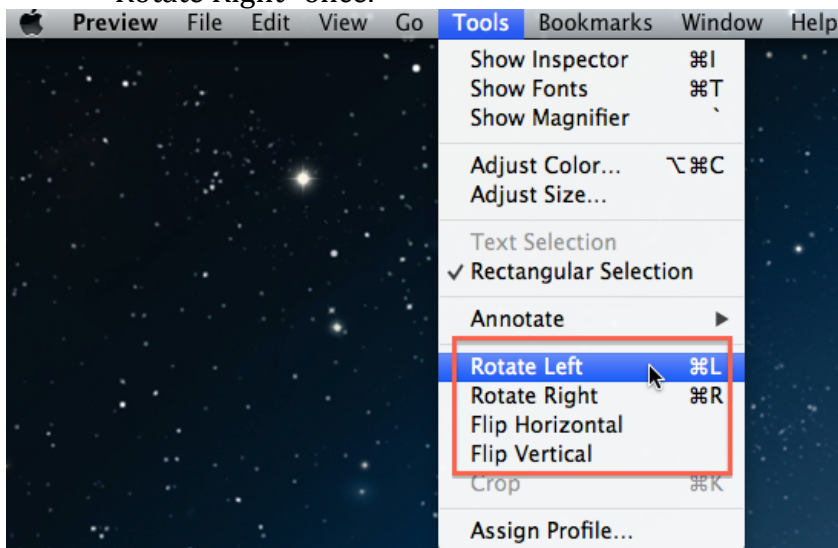 Rotate Right" once.
Preview File Edit View Go Tools Bookmarks Window Help
Show Inspector ⌘I
Show Fonts ⌘T
Show Magnifier `
Adjust Color... ⌥⌘C
Adjust Size...
Text Selection
✓ Rectangular Selection
Annotate ▶
Rotate Left ⌘L
Rotate Right ⌘R
Flip Horizontal
Flip Vertical
Crop ⌘K
Assign Profile...